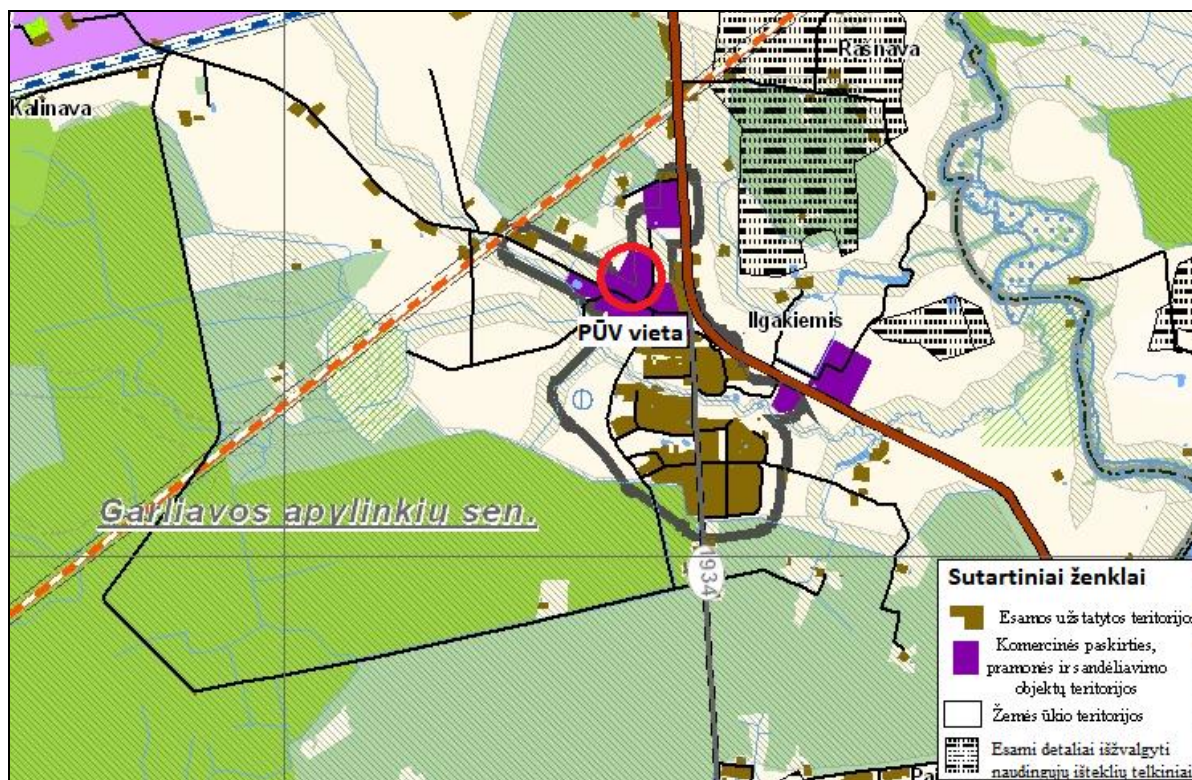 Rašnava
Kalinava
PŪV vieta
Ilgakiemis
Garliavos apylinkių sen.
1934
Sutartiniai ženklai
Esamos užstatytos teritorijos
Komercinės paskirties,
pramonės ir sandėliavimo
objektų teritorijos
Žemės ūkio teritorijos
Esami detaliai išžvalgyti
naudingųjų išteklių telkiniai